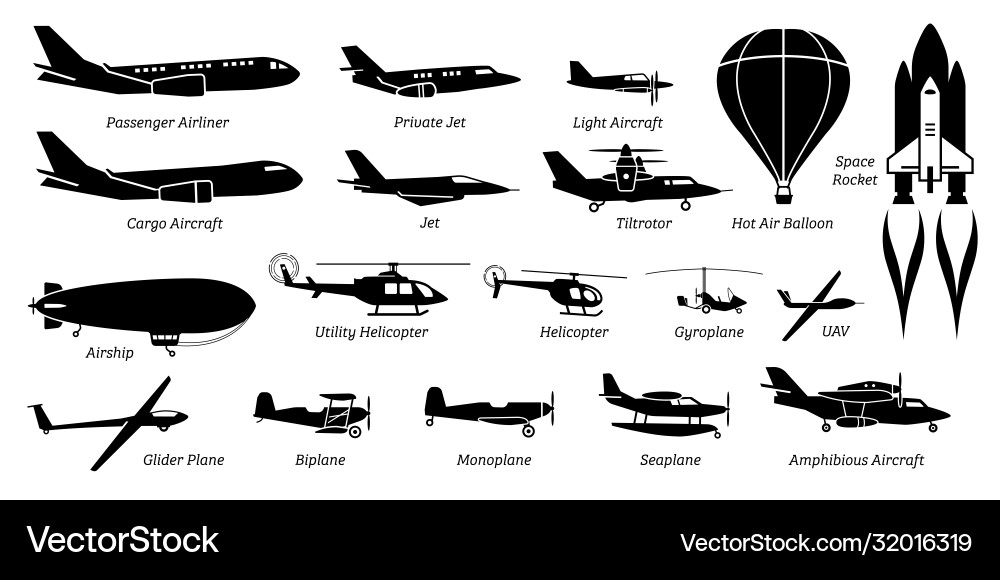 Passenger Airliner
Private Jet
Light Aircraft
Space
Rocket
Cargo Aircraft
Jet
Tiltrotor
Hot Air Balloon
Airship
Utility Helicopter
Helicopter
Gyroplane
UAV
Glider Plane
Biplane
Monoplane
Seaplane
Amphibious Aircraft
VectorStock
VectorStock.com/32016319